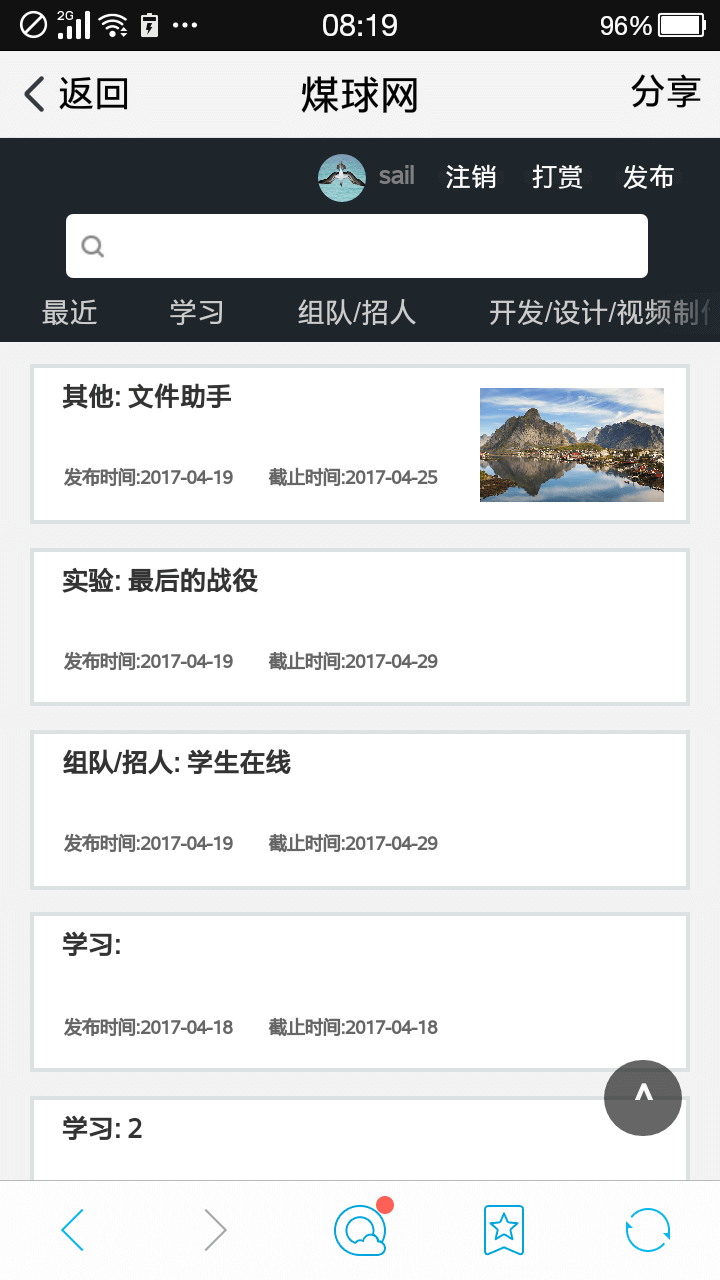 2G 08:19 96%
返回 煤球网 分享
sail 注销 打赏 发布
最近 学习 组队/招人 开发/设计/视频制作
其他: 文件助手
发布时间:2017-04-19 截止时间:2017-04-25
实验: 最后的战役
发布时间:2017-04-19 截止时间:2017-04-29
组队/招人: 学生在线
发布时间:2017-04-19 截止时间:2017-04-29
学习:
发布时间:2017-04-18 截止时间:2017-04-18
学习: 2